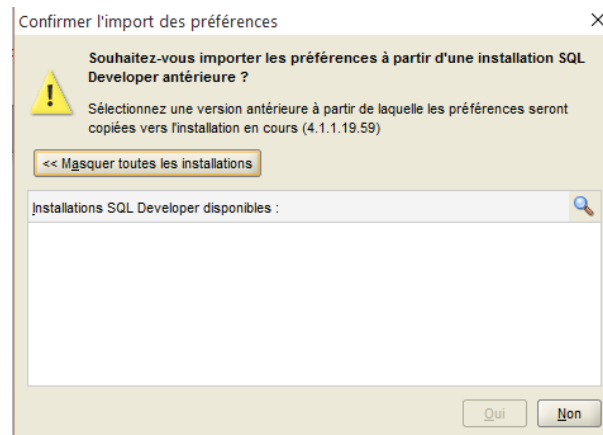 Confirmer l'import des préférences
Souhaitez-vous importer les préférences à partir d'une installation SQL
Developer antérieure ?
Sélectionnez une version antérieure à partir de laquelle les préférences seront
copiées vers l'installation en cours (4.1.1.19.59)
<< Masquer toutes les installations
Installations SQL Developer disponibles :
Oui
Non